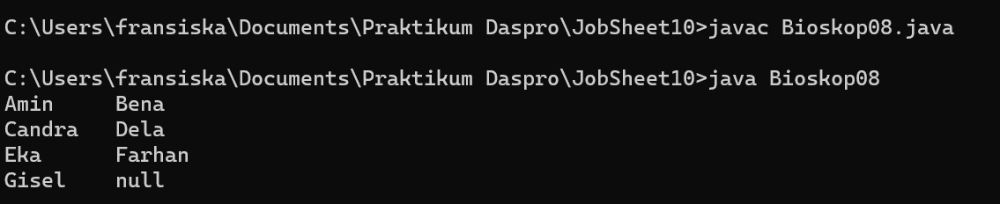 C:\Users\fransiska\Documents\Praktikum Daspro\JobSheet10>javac Bioskop08.java
C:\Users\fransiska\Documents\Praktikum Daspro\JobSheet10>java Bioskop08
Amin     Bena
Candra   Dela
Eka      Farhan
Gisel    null